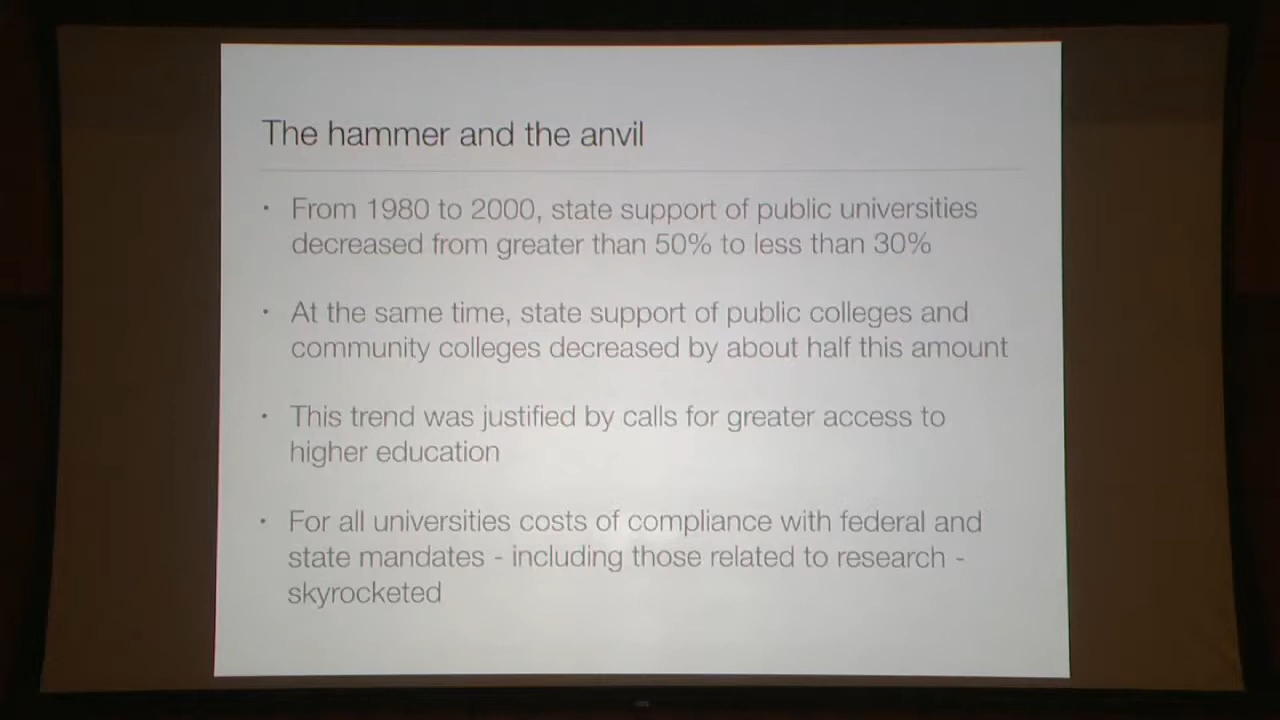 The hammer and the anvil
• From 1980 to 2000, state support of public universities
decreased from greater than 50% to less than 30%
• At the same time, state support of public colleges and
community colleges decreased by about half this amount
• This trend was justified by calls for greater access to
higher education
• For all universities costs of compliance with federal and
state mandates - including those related to research -
skyrocketed